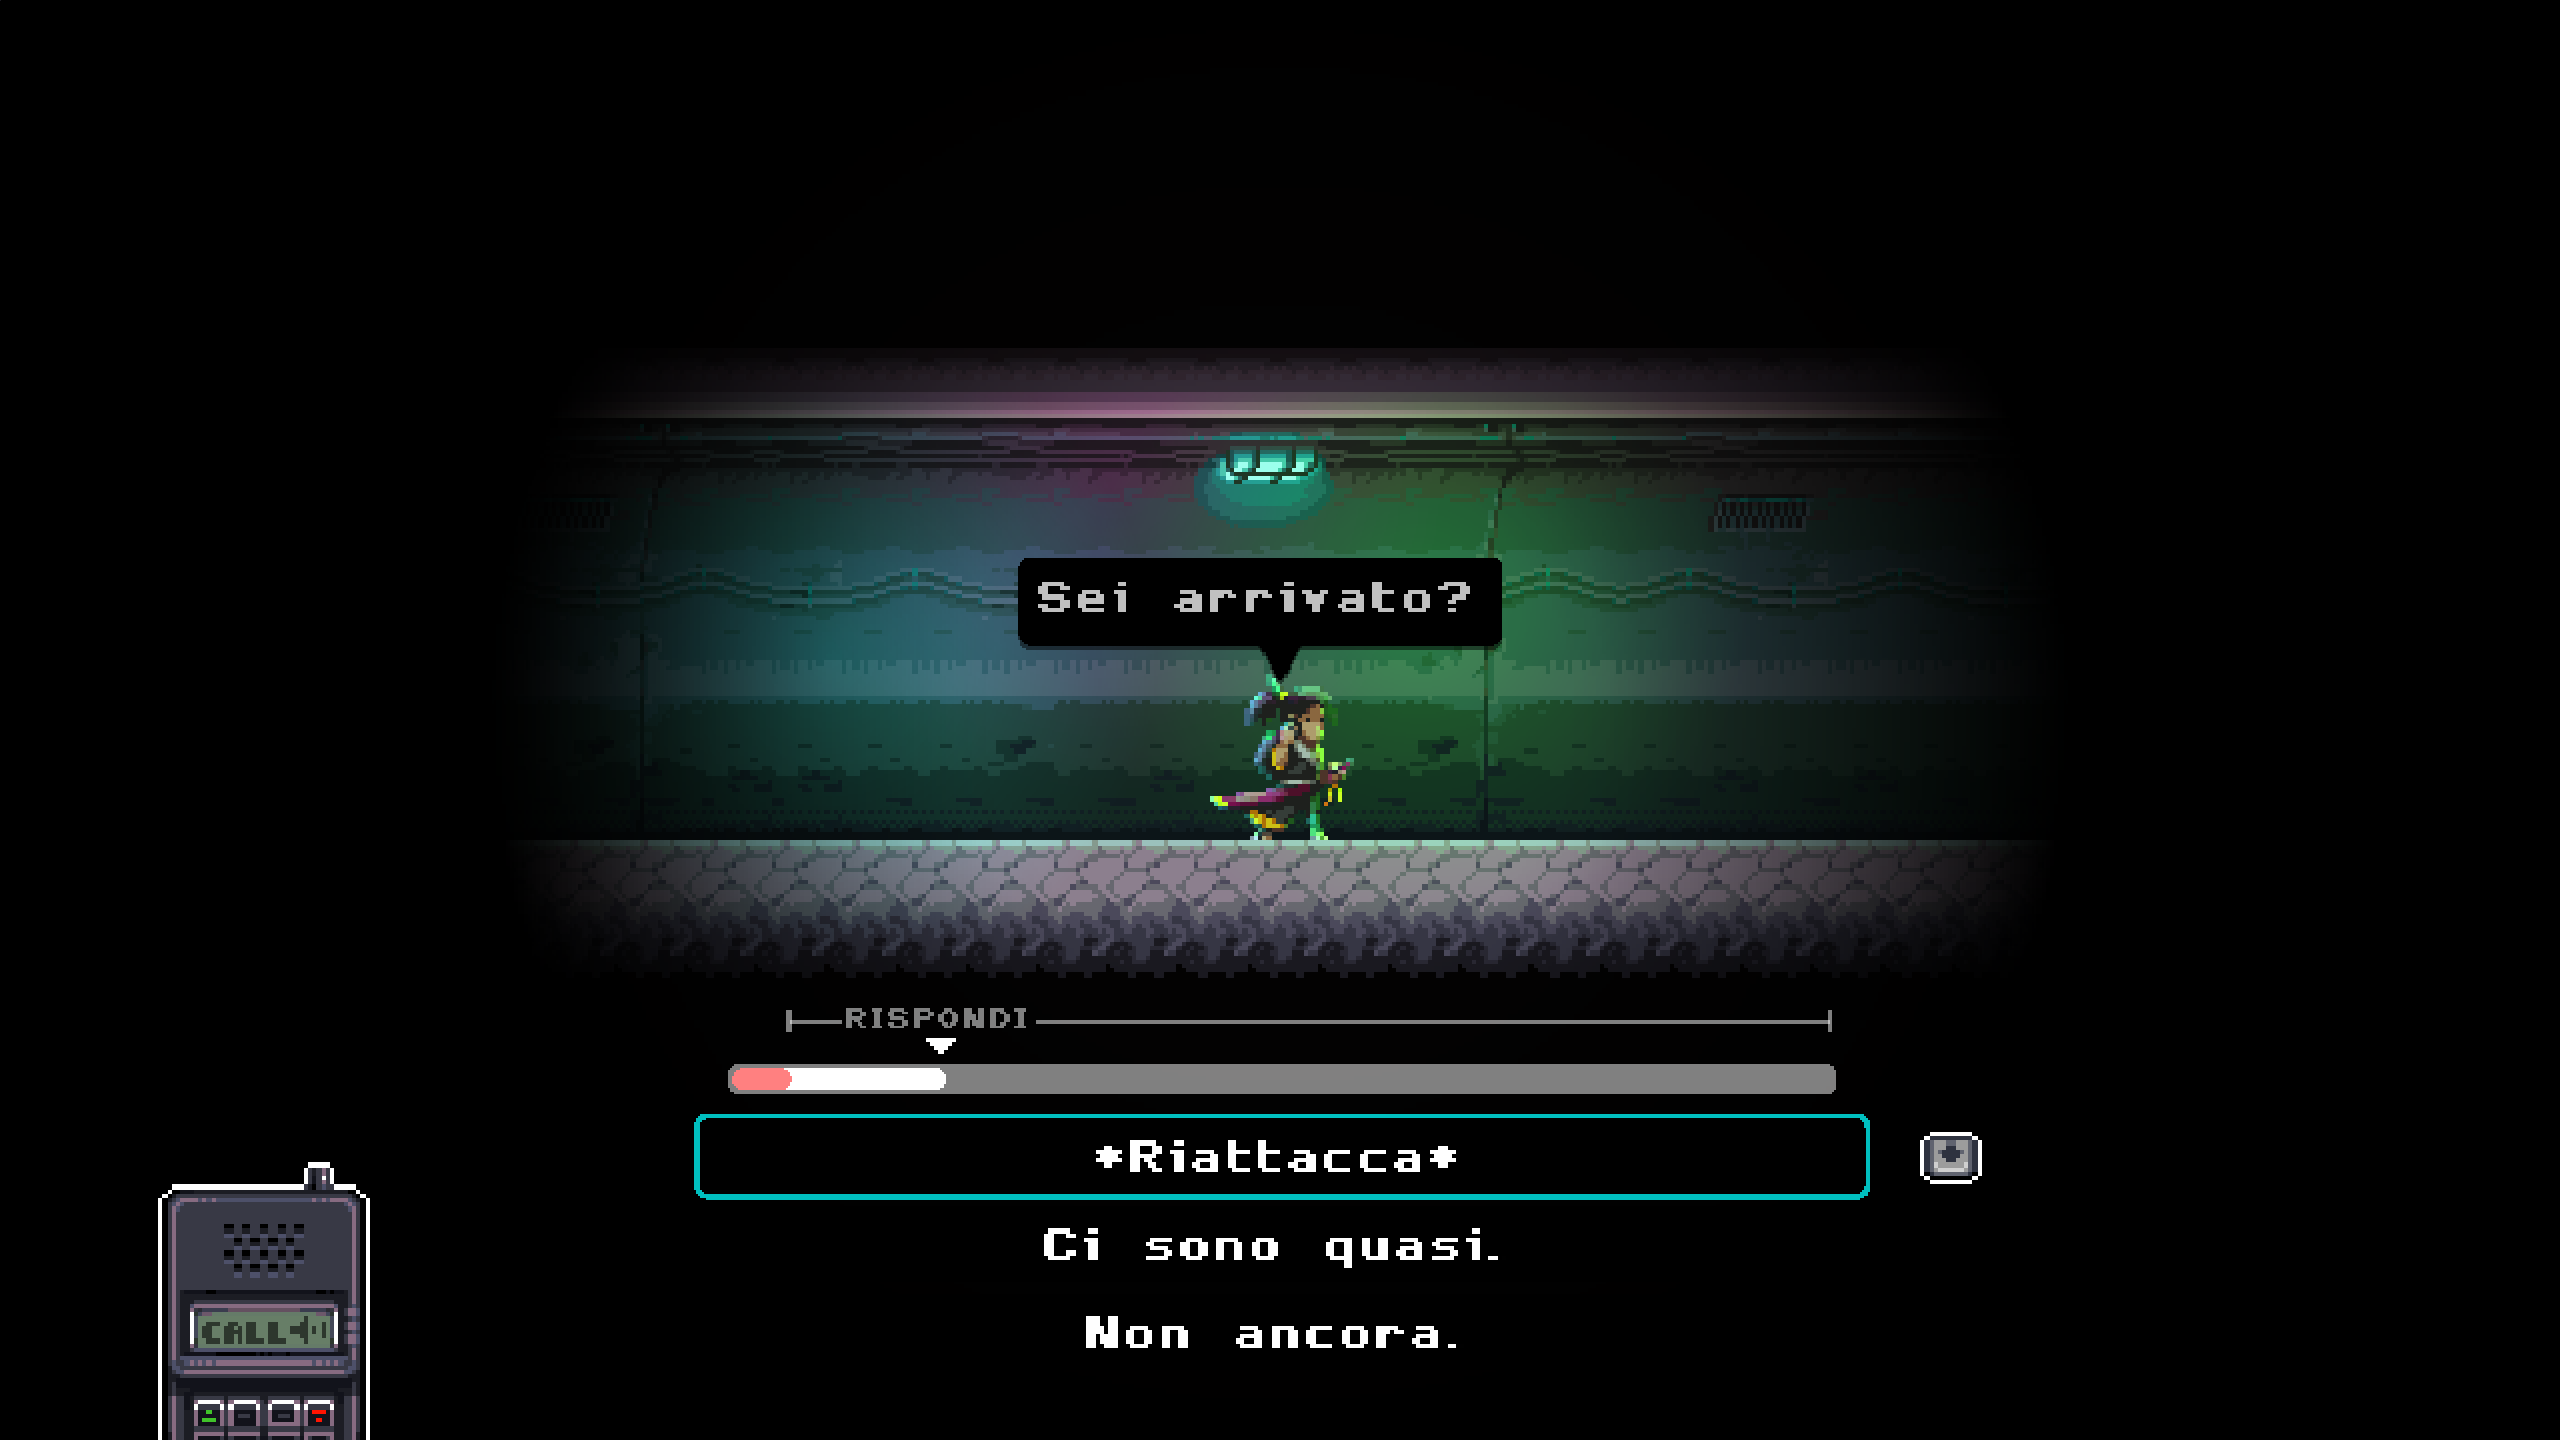 Sei arrivato?
RISPONDI
*Riattacca*
Ci sono quasi.
Non ancora.
CALL